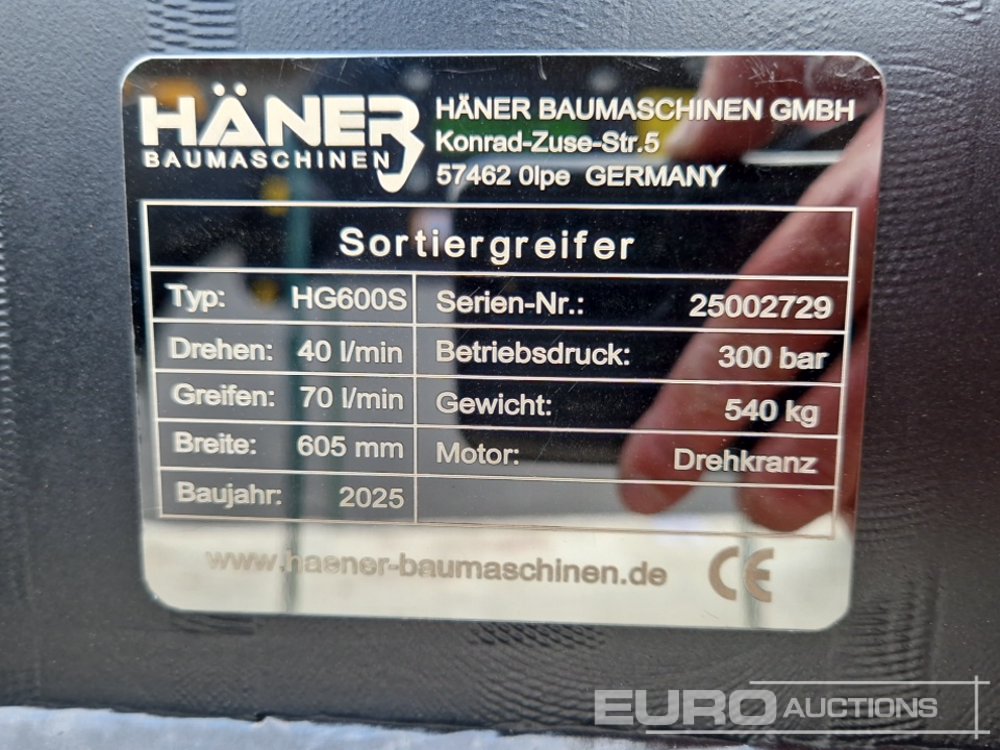 HÄNER
BAUMASCHINEN
HÄNER BAUMASCHINEN GMBH
Konrad-Zuse-Str.5
57462 Olpe GERMANY
Sortiergreifer
Typ: HG600S Serien-Nr.: 25002729
Drehen: 40 l/min Betriebsdruck: 300 bar
Greifen: 70 l/min Gewicht: 540 kg
Breite: 605 mm Motor: Drehkranz
Baujahr: 2025
www.haener-baumaschinen.de CE
EURO AUCTIONS